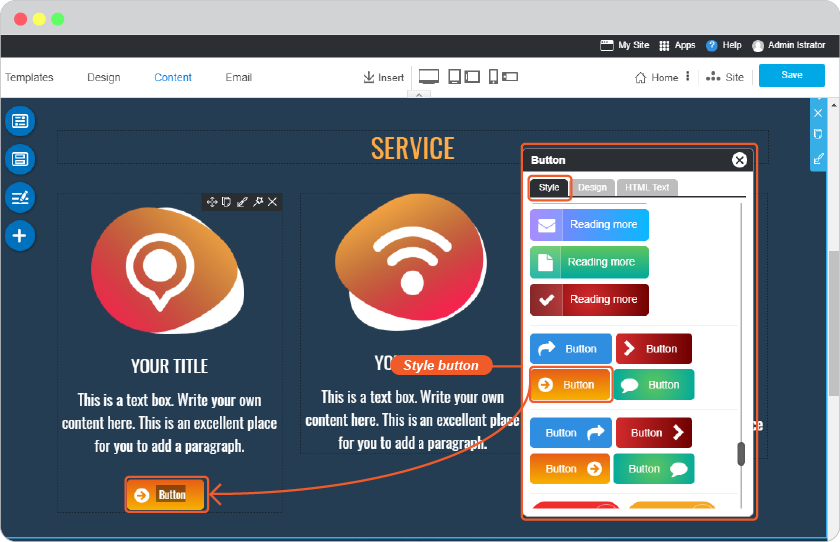 My Site Apps Help Admin Istrator
Templates Design Content Email Insert Home Site Save
SERVICE
Button
Style Design HTML Text
Reading more
Reading more
Reading more
Button Button
Button Button
Button Button
Button Button
YOUR TITLE
This is a text box. Write your own
content here. This is an excellent place
for you to add a paragraph.
Button
YO
Style button
This is a text box. Write your own
content here. This is an excellent place
for you to add a paragraph.